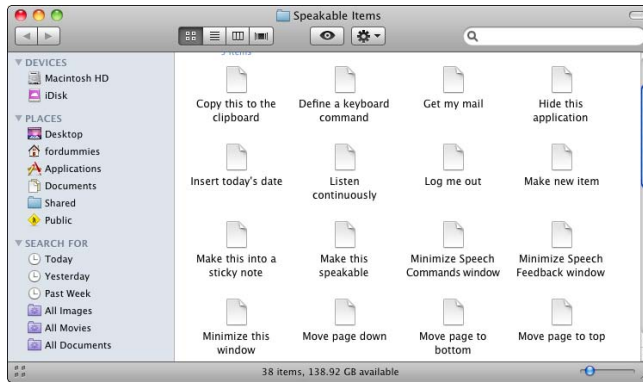 Speakable Items
DEVICES
Macintosh HD
iDisk
PLACES
Desktop
fordummies
Applications
Documents
Shared
Public
SEARCH FOR
Today
Yesterday
Past Week
All Images
All Movies
All Documents
Copy this to the
clipboard
Define a keyboard
command
Get my mail
Hide this
application
Insert today's date
Listen
continuously
Log me out
Make new item
Make this into a
sticky note
Make this
speakable
Minimize Speech
Commands window
Minimize Speech
Feedback window
Minimize this
window
Move page down
Move page to
bottom
Move page to top
38 items, 138.92 GB available